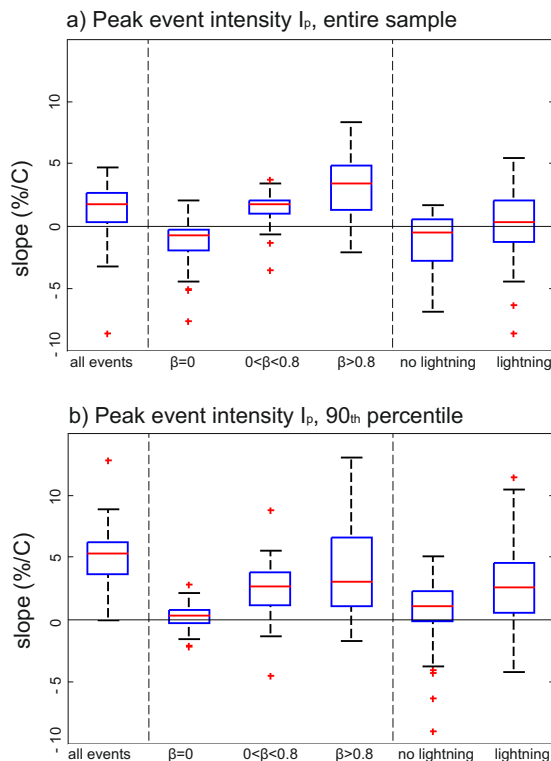 a) Peak event intensity Iₚ, entire sample
slope (%/C)
10
5
0
- 5
- 10
all events β=0 0<β<0.8 β>0.8 no lightning lightning
b) Peak event intensity Iₚ, 90th percentile
slope (%/C)
10
5
0
- 5
- 10
all events β=0 0<β<0.8 β>0.8 no lightning lightning